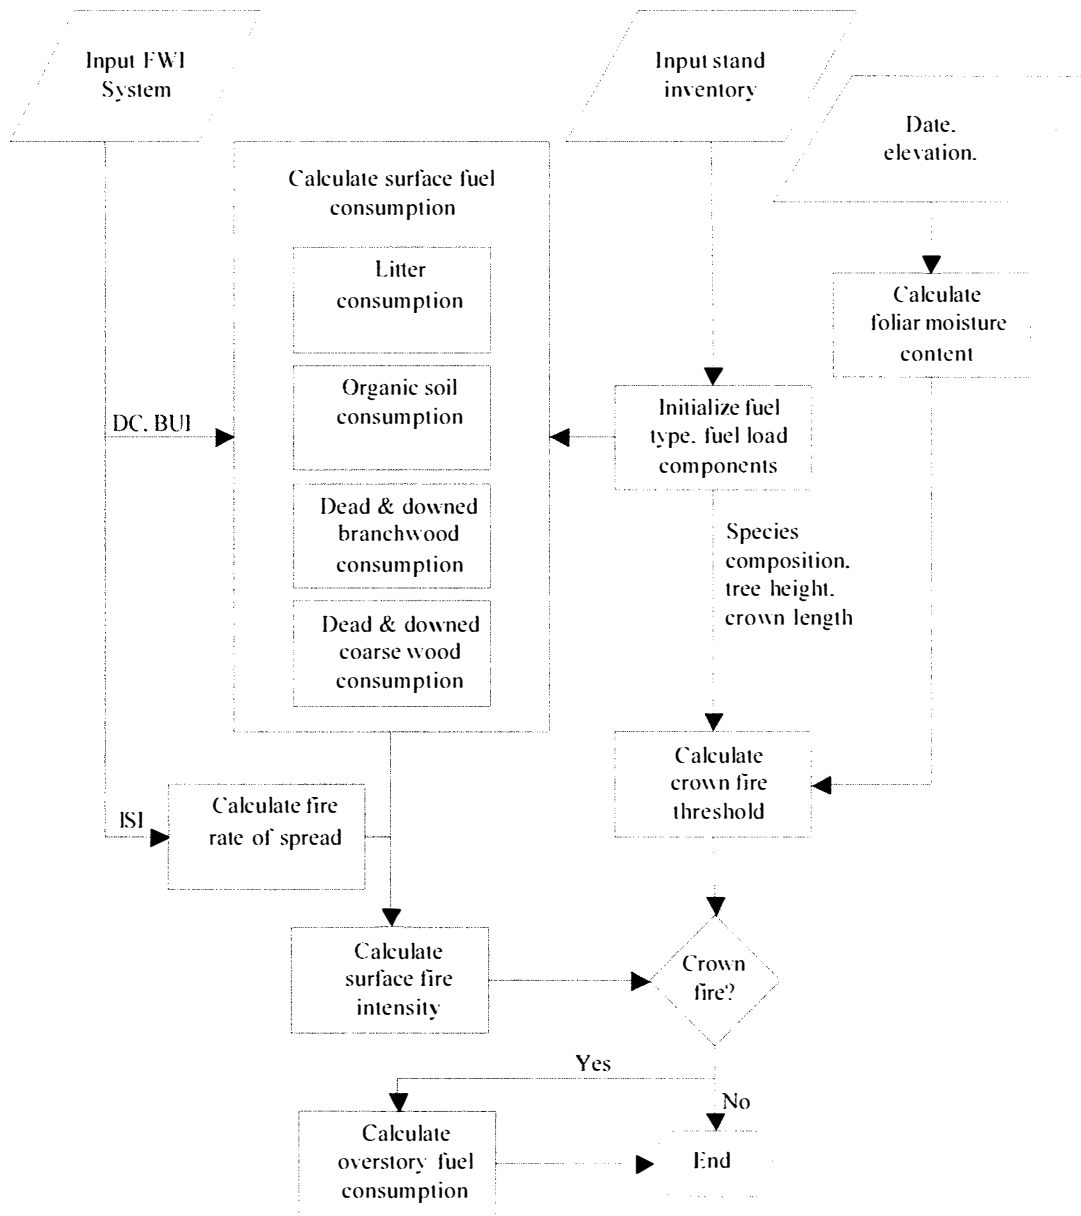 Input FWI
System
Input stand
inventory
Date,
elevation,
Calculate surface fuel
consumption
Litter
consumption
Calculate
foliar moisture
content
Organic soil
consumption
Initialize fuel
type, fuel load
components
DC, BUI
Dead & downed
branchwood
consumption
Species
composition,
tree height,
crown length
Dead & downed
coarse wood
consumption
Calculate
crown fire
threshold
ISI
Calculate fire
rate of spread
Calculate
surface fire
intensity
Crown
fire?
Yes
No
Calculate
overstory fuel
consumption
End